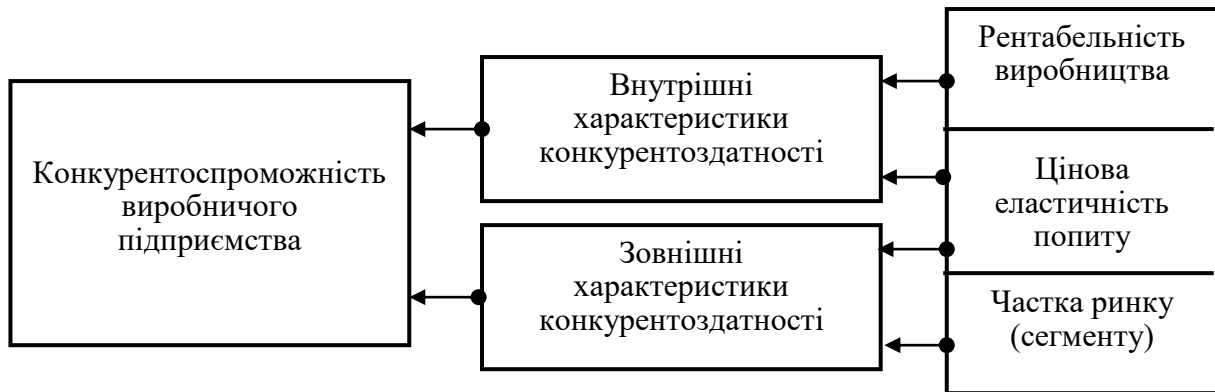 Конкурентоспроможність
виробничого
підприємства
Внутрішні
характеристики
конкурентоздатності
Зовнішні
характеристики
конкурентоздатності
Рентабельність
виробництва
Цінова
еластичність
попиту
Частка ринку
(сегменту)